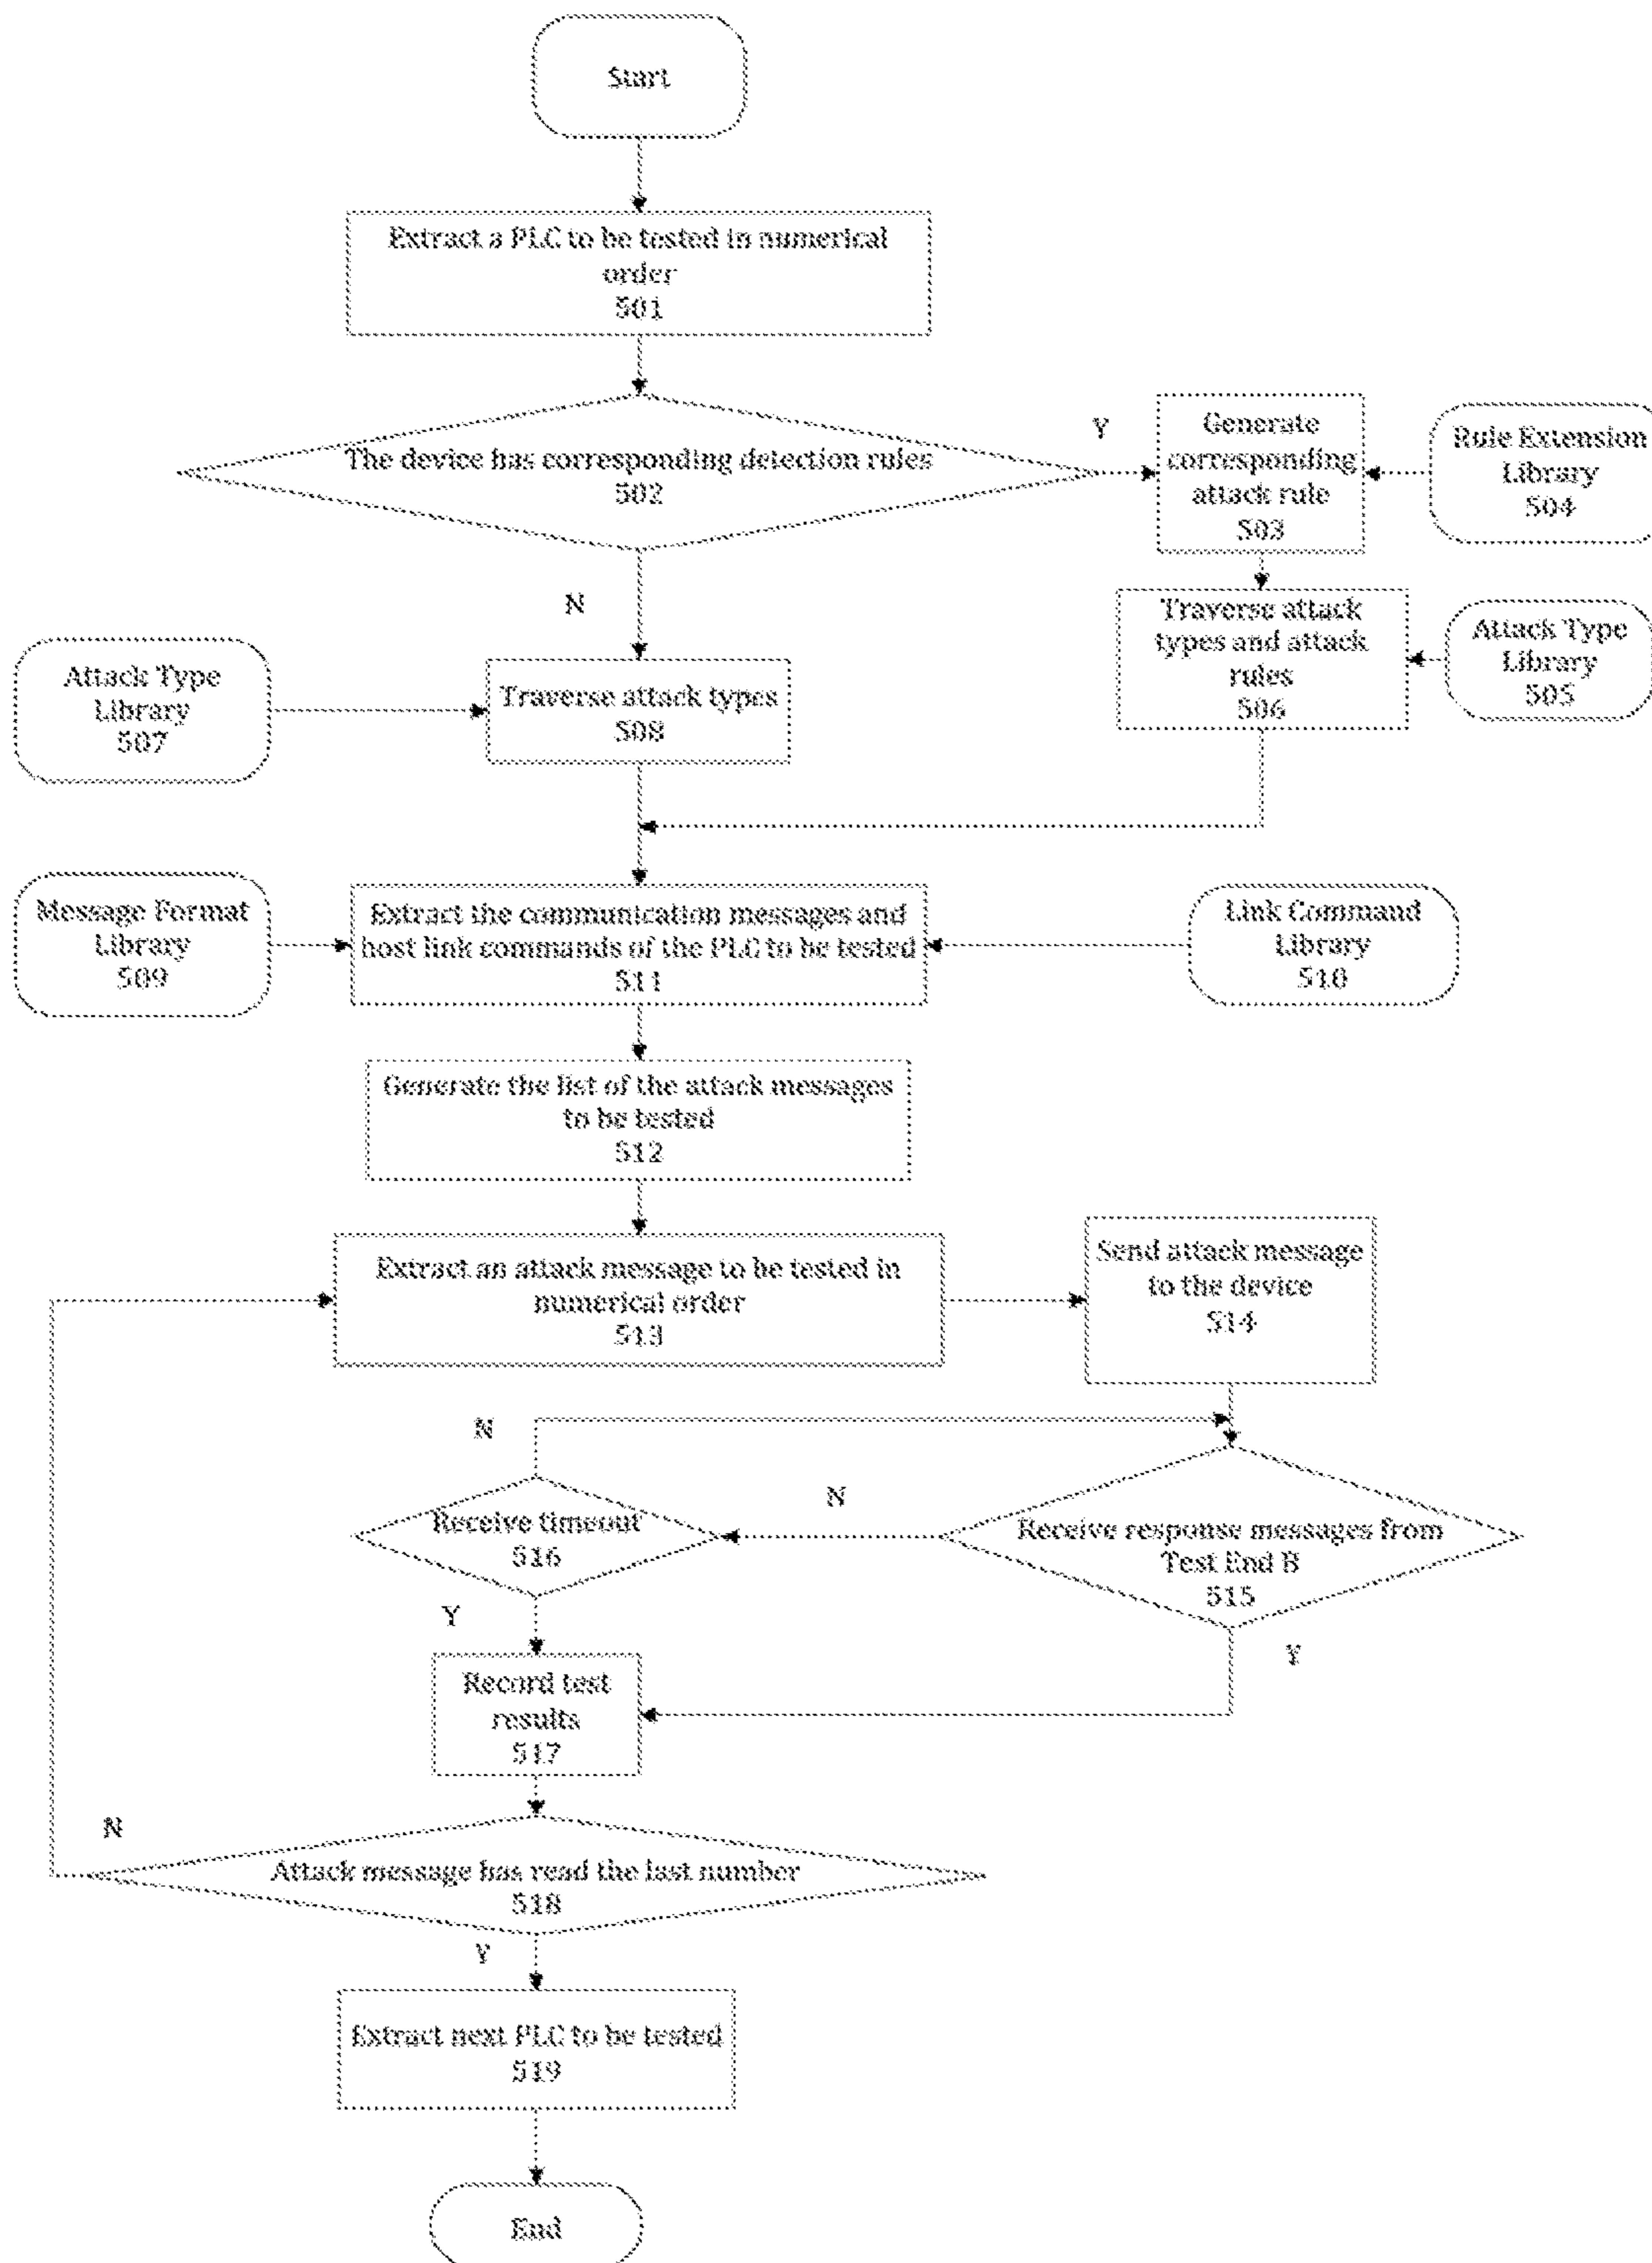 Start
Extract a PLC to be tested in numerical
order
501
The device has corresponding detection rules
502
Y
Generate
corresponding
attack rule
503
Rule Extension
Library
504
N
Traverse attack
types and attack
rules
506
Attack Type
Library
505
Attack Type
Library
507
Traverse attack types
508
Message Format
Library
509
Extract the communication messages and
host link commands of the PLC to be tested
511
Link Command
Library
510
Generate the list of the attack messages
to be tested
512
Extract an attack message to be tested in
numerical order
513
Send attack message
to the device
514
N
N
Receive timeout
516
Receive response messages from
Test End B
515
Y
Y
Record test
results
517
N
Attack message has read the last number
518
Y
Extract next PLC to be tested
519
End